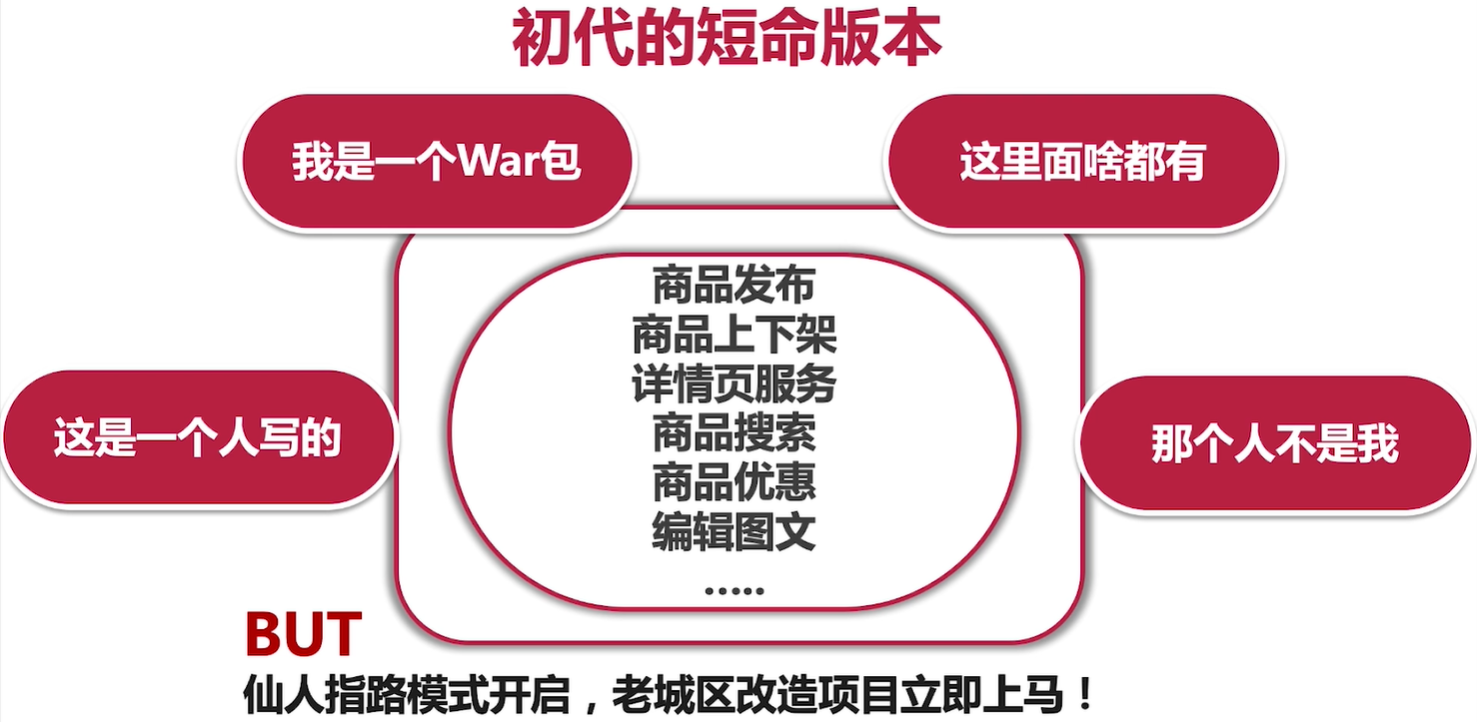 初代的短命版本
我是一个War包
这里面啥都有
商品发布
商品上下架
详情页服务
商品搜索
商品优惠
编辑图文
.....
这是一个人写的
那个人不是我
BUT
仙人指路模式开启，老城区改造项目立即上马！